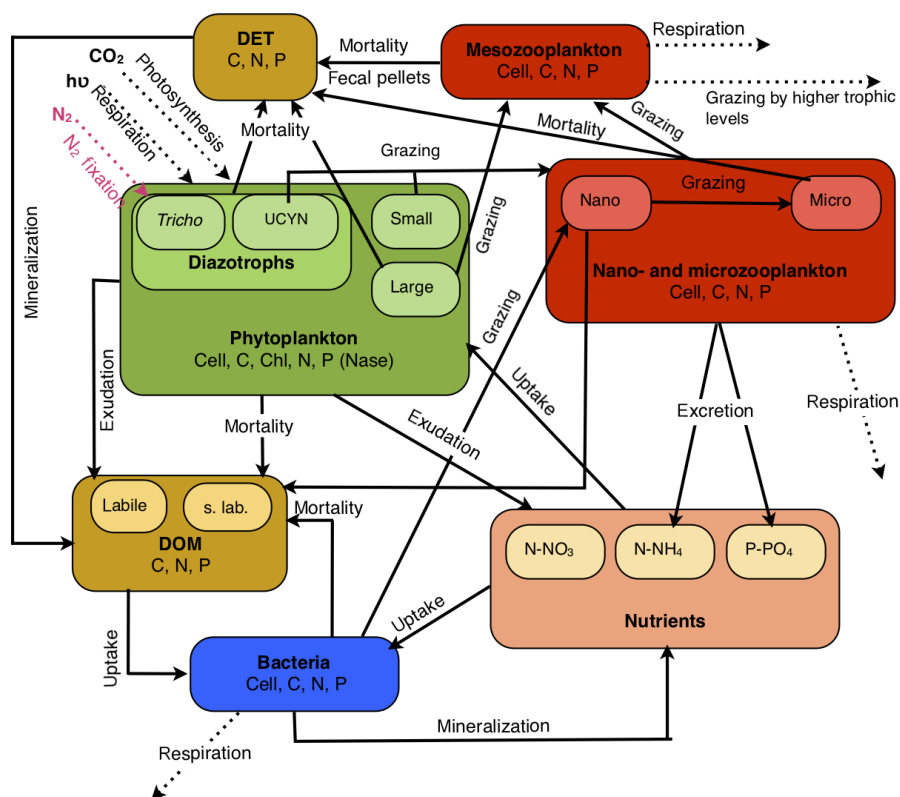 DET
C, N, P
Mortality
Fecal pellets
Mesozooplankton
Cell, C, N, P
Respiration
Grazing by higher trophic
levels
CO₂
hʋ
N₂
Photosynthesis
Respiration
N₂ fixation
Mortality
Grazing
Mortality
Grazing
Mineralization
Tricho
UCYN
Diazotrophs
Small
Large
Grazing
Phytoplankton
Cell, C, Chl, N, P (Nase)
Nano
Grazing
Micro
Nano- and microzooplankton
Cell, C, N, P
Grazing
Uptake
Exudation
Mortality
Exudation
Excretion
Respiration
Labile
s. lab.
DOM
C, N, P
Mortality
N-NO₃
N-NH₄
P-PO₄
Nutrients
Uptake
Uptake
Bacteria
Cell, C, N, P
Mineralization
Respiration